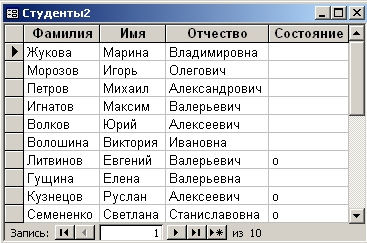 Студенты2
Фамилия Имя Отчество Состояние
Жукова Марина Владимировна
Морозов Игорь Олегович
Петров Михаил Александрович
Игнатов Максим Валерьевич
Волков Юрий Алексеевич
Волошина Виктория Ивановна
Литвинов Евгений Валерьевич о
Гущина Елена Валерьевна
Кузнецов Руслан Алексеевич о
Семененко Светлана Станиславовна о
Запись: 1 из 10